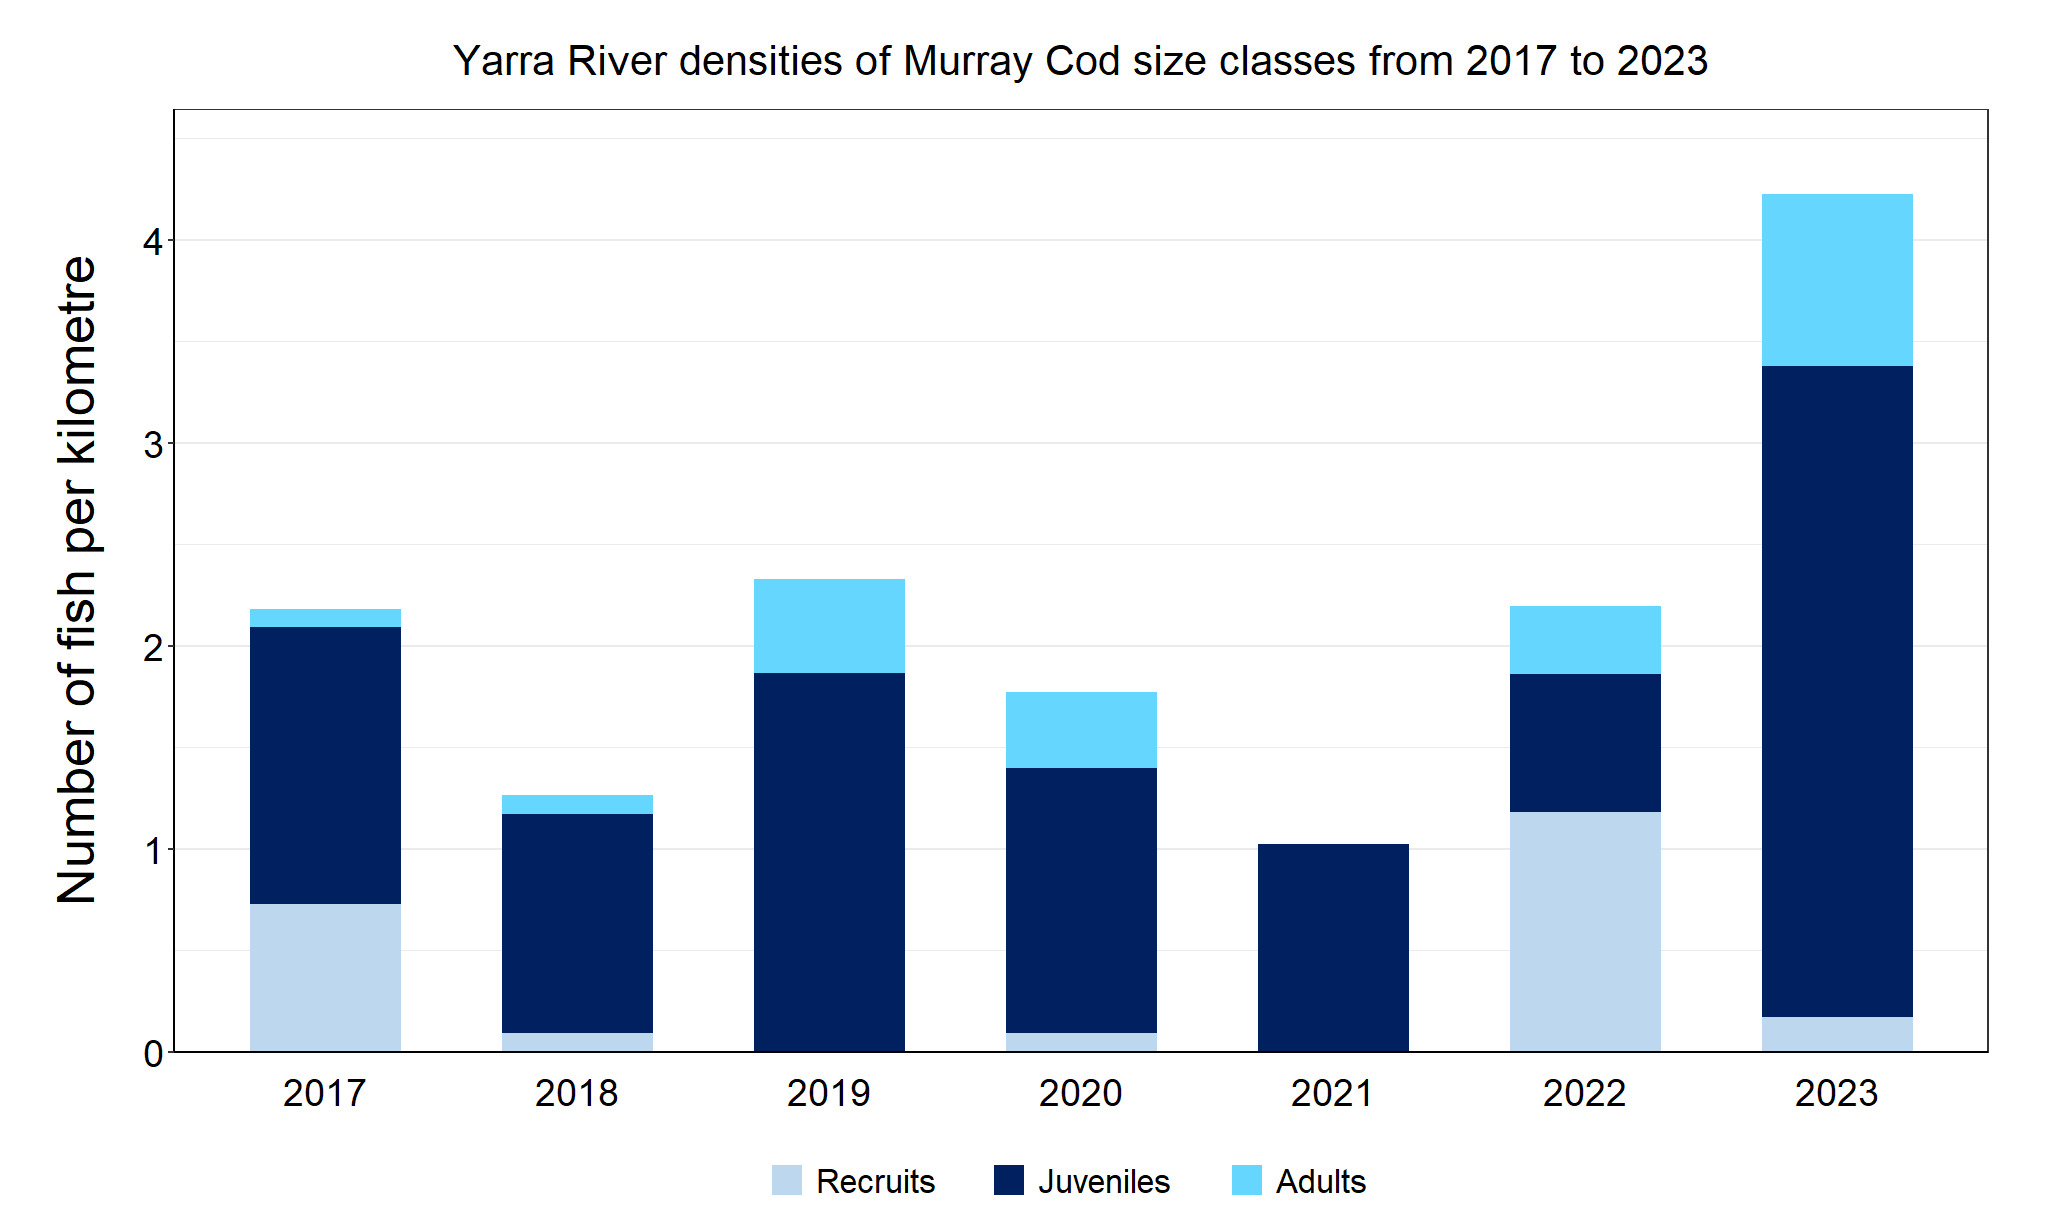 Yarra River densities of Murray Cod size classes from 2017 to 2023
Number of fish per kilometre
4
3
2
1
0
2017 2018 2019 2020 2021 2022 2023
Recruits Juveniles Adults